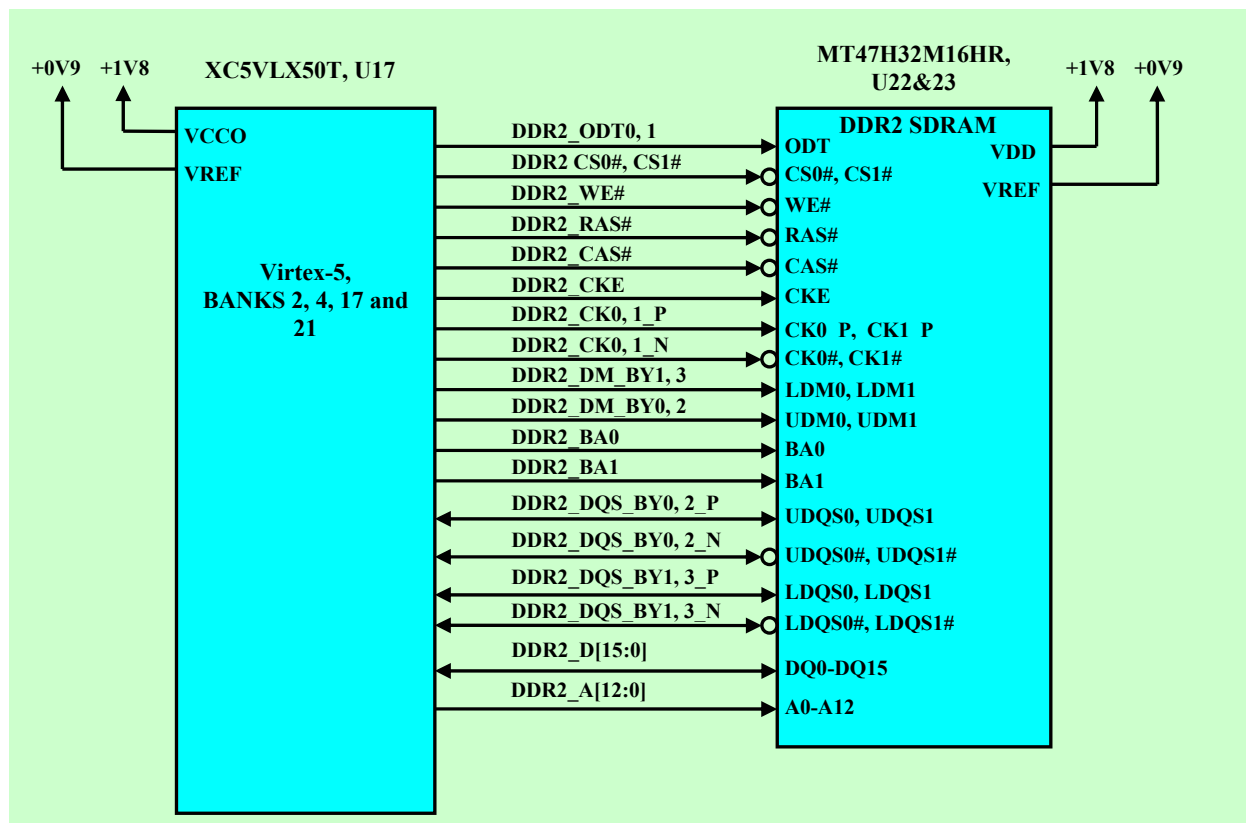 +0V9 +1V8
XC5VLX50T, U17
VCCO
VREF
Virtex-5,
BANKS 2, 4, 17 and
21
DDR2_ODT0, 1
DDR2 CS0#, CS1#
DDR2_WE#
DDR2_RAS#
DDR2_CAS#
DDR2_CKE
DDR2_CK0, 1_P
DDR2_CK0, 1_N
DDR2_DM_BY1, 3
DDR2_DM_BY0, 2
DDR2_BA0
DDR2_BA1
DDR2_DQS_BY0, 2_P
DDR2_DQS_BY0, 2_N
DDR2_DQS_BY1, 3_P
DDR2_DQS_BY1, 3_N
DDR2_D[15:0]
DDR2_A[12:0]
MT47H32M16HR,
U22&23
+1V8 +0V9
DDR2 SDRAM
VDD
VREF
ODT
CS0#, CS1#
WE#
RAS#
CAS#
CKE
CK0 P, CK1 P
CK0#, CK1#
LDM0, LDM1
UDM0, UDM1
BA0
BA1
UDQS0, UDQS1
UDQS0#, UDQS1#
LDQS0, LDQS1
LDQS0#, LDQS1#
DQ0-DQ15
A0-A12